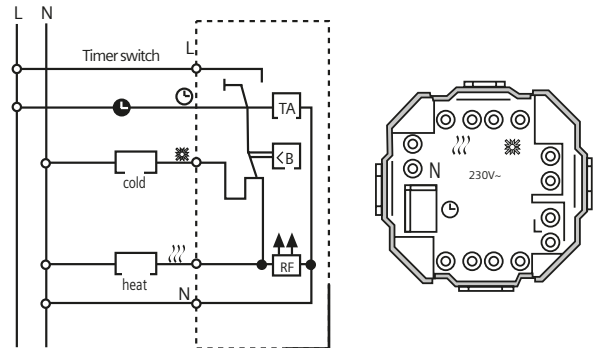 L N
Timer switch L
TA
<B
cold
RF
heat
N
N
230V~
L